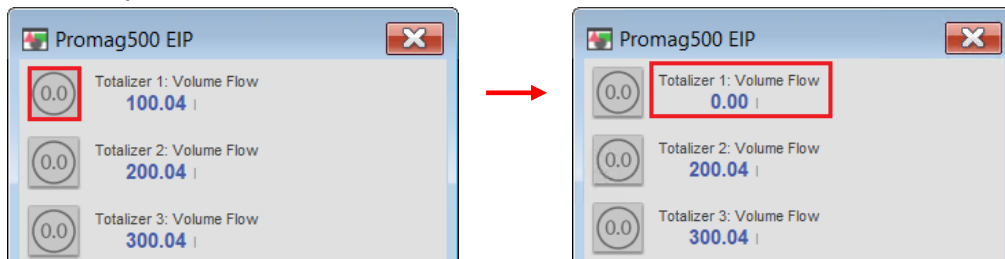 Promag500 EIP
0.0
Totalizer 1: Volume Flow
100.04 l
0.0
Totalizer 2: Volume Flow
200.04 l
0.0
Totalizer 3: Volume Flow
300.04 l
Promag500 EIP
0.0
Totalizer 1: Volume Flow
0.00 l
0.0
Totalizer 2: Volume Flow
200.04 l
0.0
Totalizer 3: Volume Flow
300.04 l